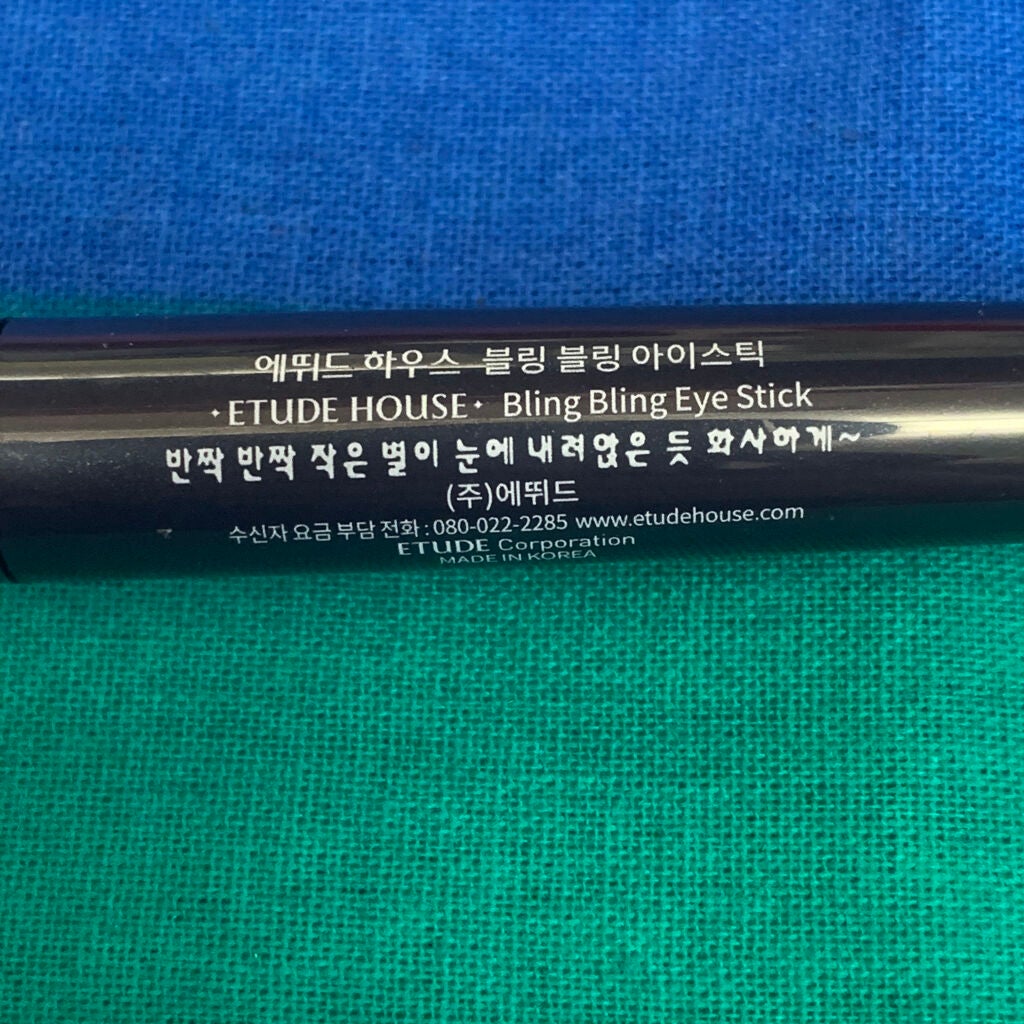 에뛰드 하우스 블링 블링 아이스틱
ETUDE HOUSE Bling Bling Eye Stick
반짝 반짝 작은 별이 눈에 내려앉은 듯 화사하게~
(주)에뛰드
수신자 요금 부담 전화 : 080-022-2285 www.etudehouse.com
ETUDE Corporation
MADE IN KOREA